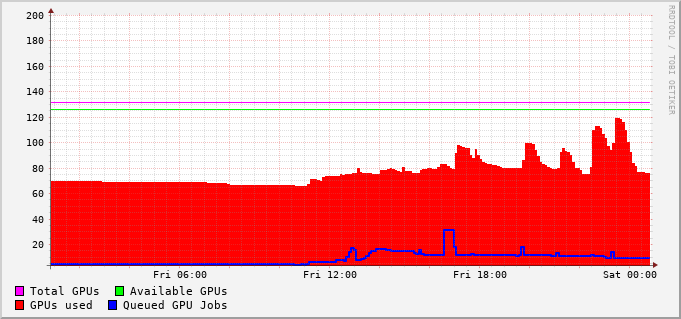 RRDTOOL / TOBI OETIKER
200
180
160
140
120
100
80
60
40
20
Fri 06:00 Fri 12:00 Fri 18:00 Sat 00:00
Total GPUs Available GPUs
GPUs used Queued GPU Jobs